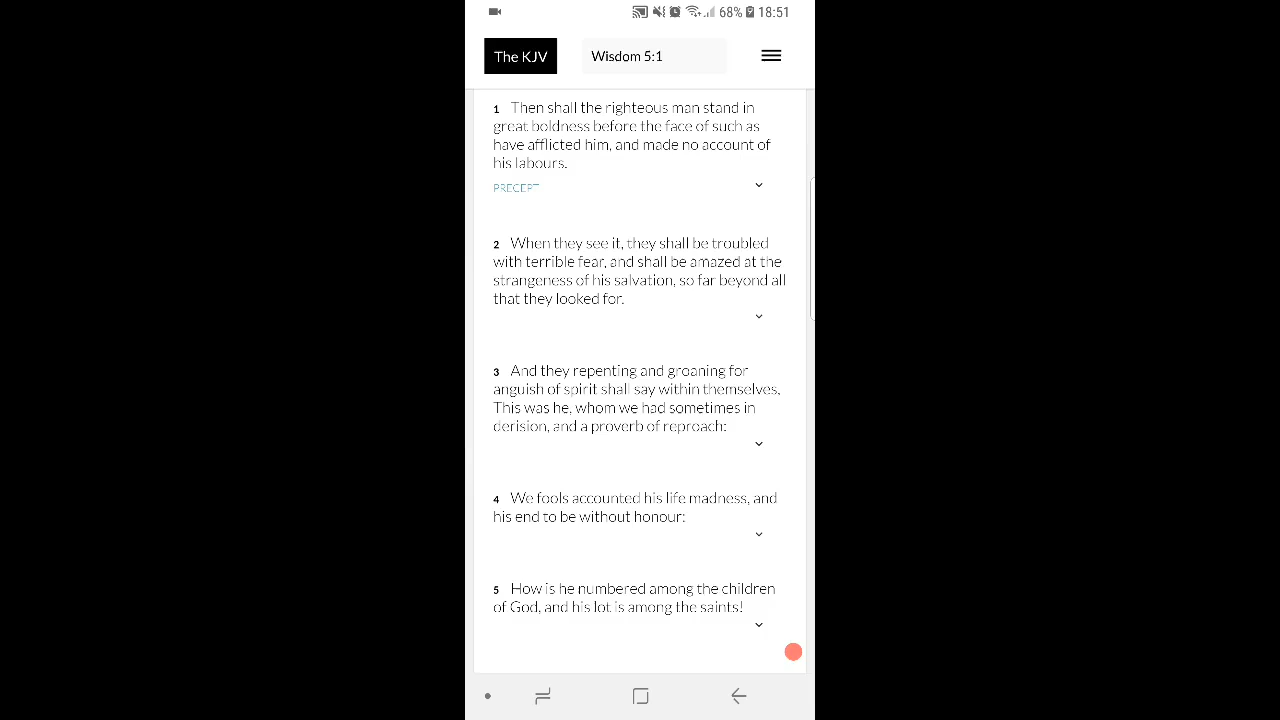 68% 18:51
The KJV Wisdom 5:1
1 Then shall the righteous man stand in
great boldness before the face of such as
have afflicted him, and made no account of
his labours.
PRECEPT
2 When they see it, they shall be troubled
with terrible fear, and shall be amazed at the
strangeness of his salvation, so far beyond all
that they looked for.
3 And they repenting and groaning for
anguish of spirit shall say within themselves,
This was he, whom we had sometimes in
derision, and a proverb of reproach:
4 We fools accounted his life madness, and
his end to be without honour:
5 How is he numbered among the children
of God, and his lot is among the saints!